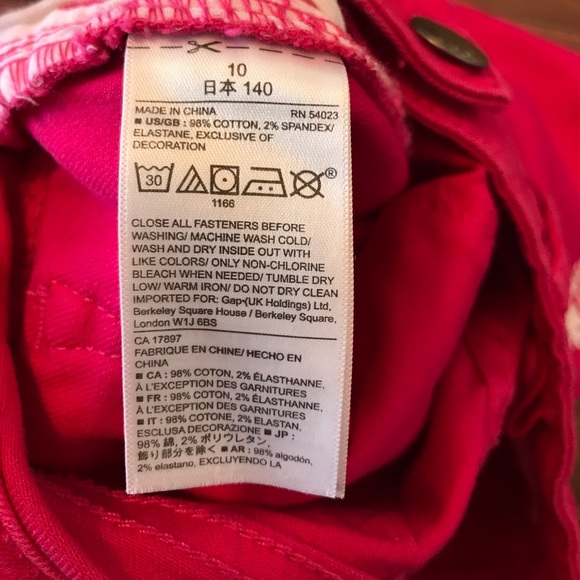 10
日本 140
MADE IN CHINA RN 54023
■ US/GB : 98% COTTON, 2% SPANDEX/
ELASTANE, EXCLUSIVE OF
DECORATION
30
®
1166
CLOSE ALL FASTENERS BEFORE
WASHING/ MACHINE WASH COLD/
WASH AND DRY INSIDE OUT WITH
LIKE COLORS/ ONLY NON-CHLORINE
BLEACH WHEN NEEDED/ TUMBLE DRY
LOW/ WARM IRON/ DO NOT DRY CLEAN
IMPORTED FOR: Gap-(UK Holdings) Ltd,
Berkeley Square House / Berkeley Square,
London W1J 6BS
CA 17897
FABRIQUE EN CHINE/ HECHO EN
CHINA
■ CA : 98% COTON, 2% ÉLASTHANNE,
À L'EXCEPTION DES GARNITURES
■ FR : 98% COTON, 2% ÉLASTHANNE,
À L'EXCEPTION DES GARNITURES
■ IT : 98% COTONE, 2% ELASTAN,
ESCLUSA DECORAZIONE ■ JP :
98% 綿, 2% ポリウレタン,
飾り部分を除く ■ AR : 98% algodón,
2% elastano, EXCLUYENDO LA